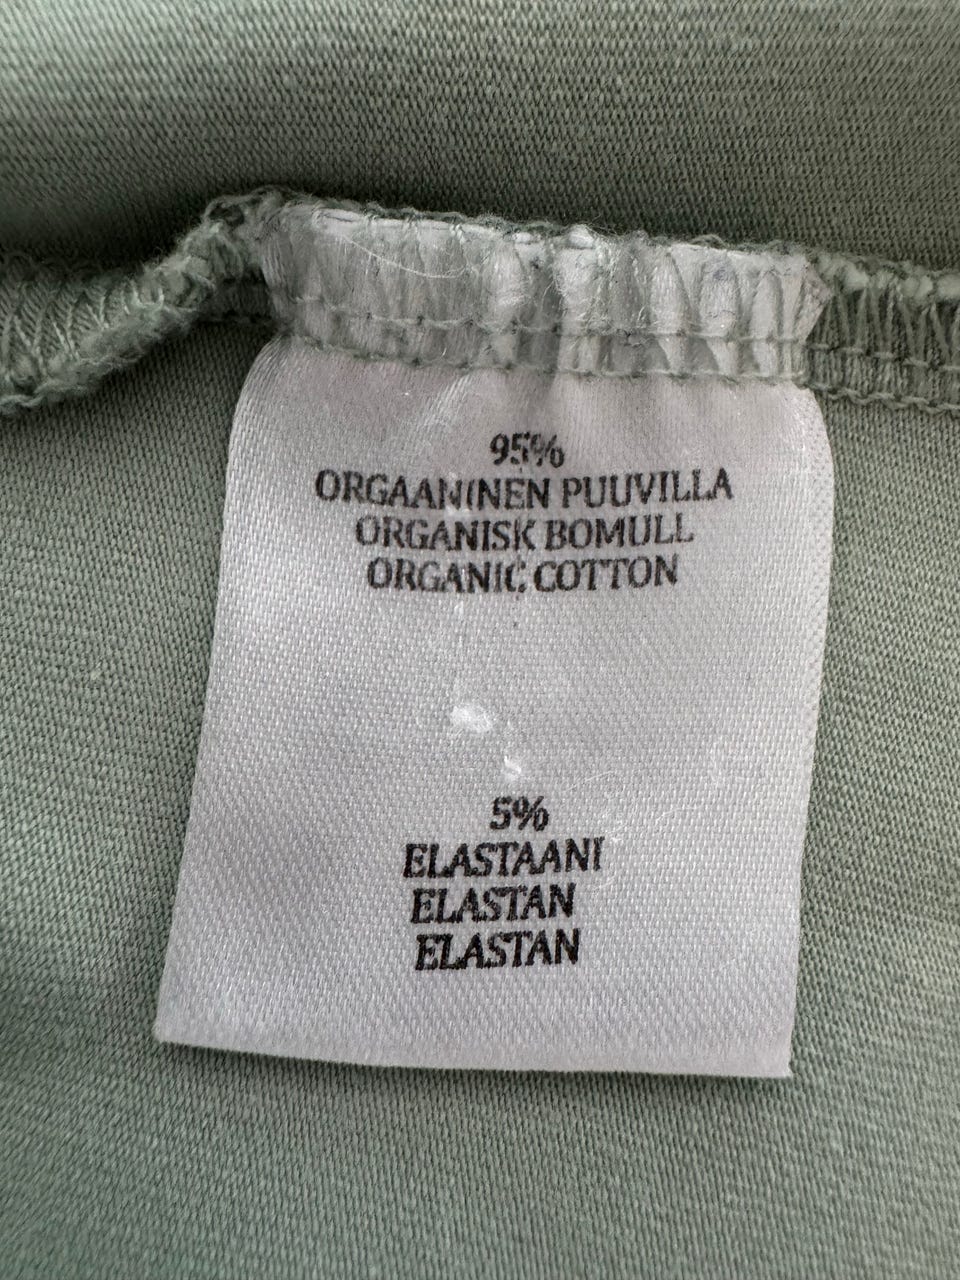 95%
ORGAANINEN PUUVILLA
ORGANISK BOMULL
ORGANIC COTTON
5%
ELASTAANI
ELASTAN
ELASTAN